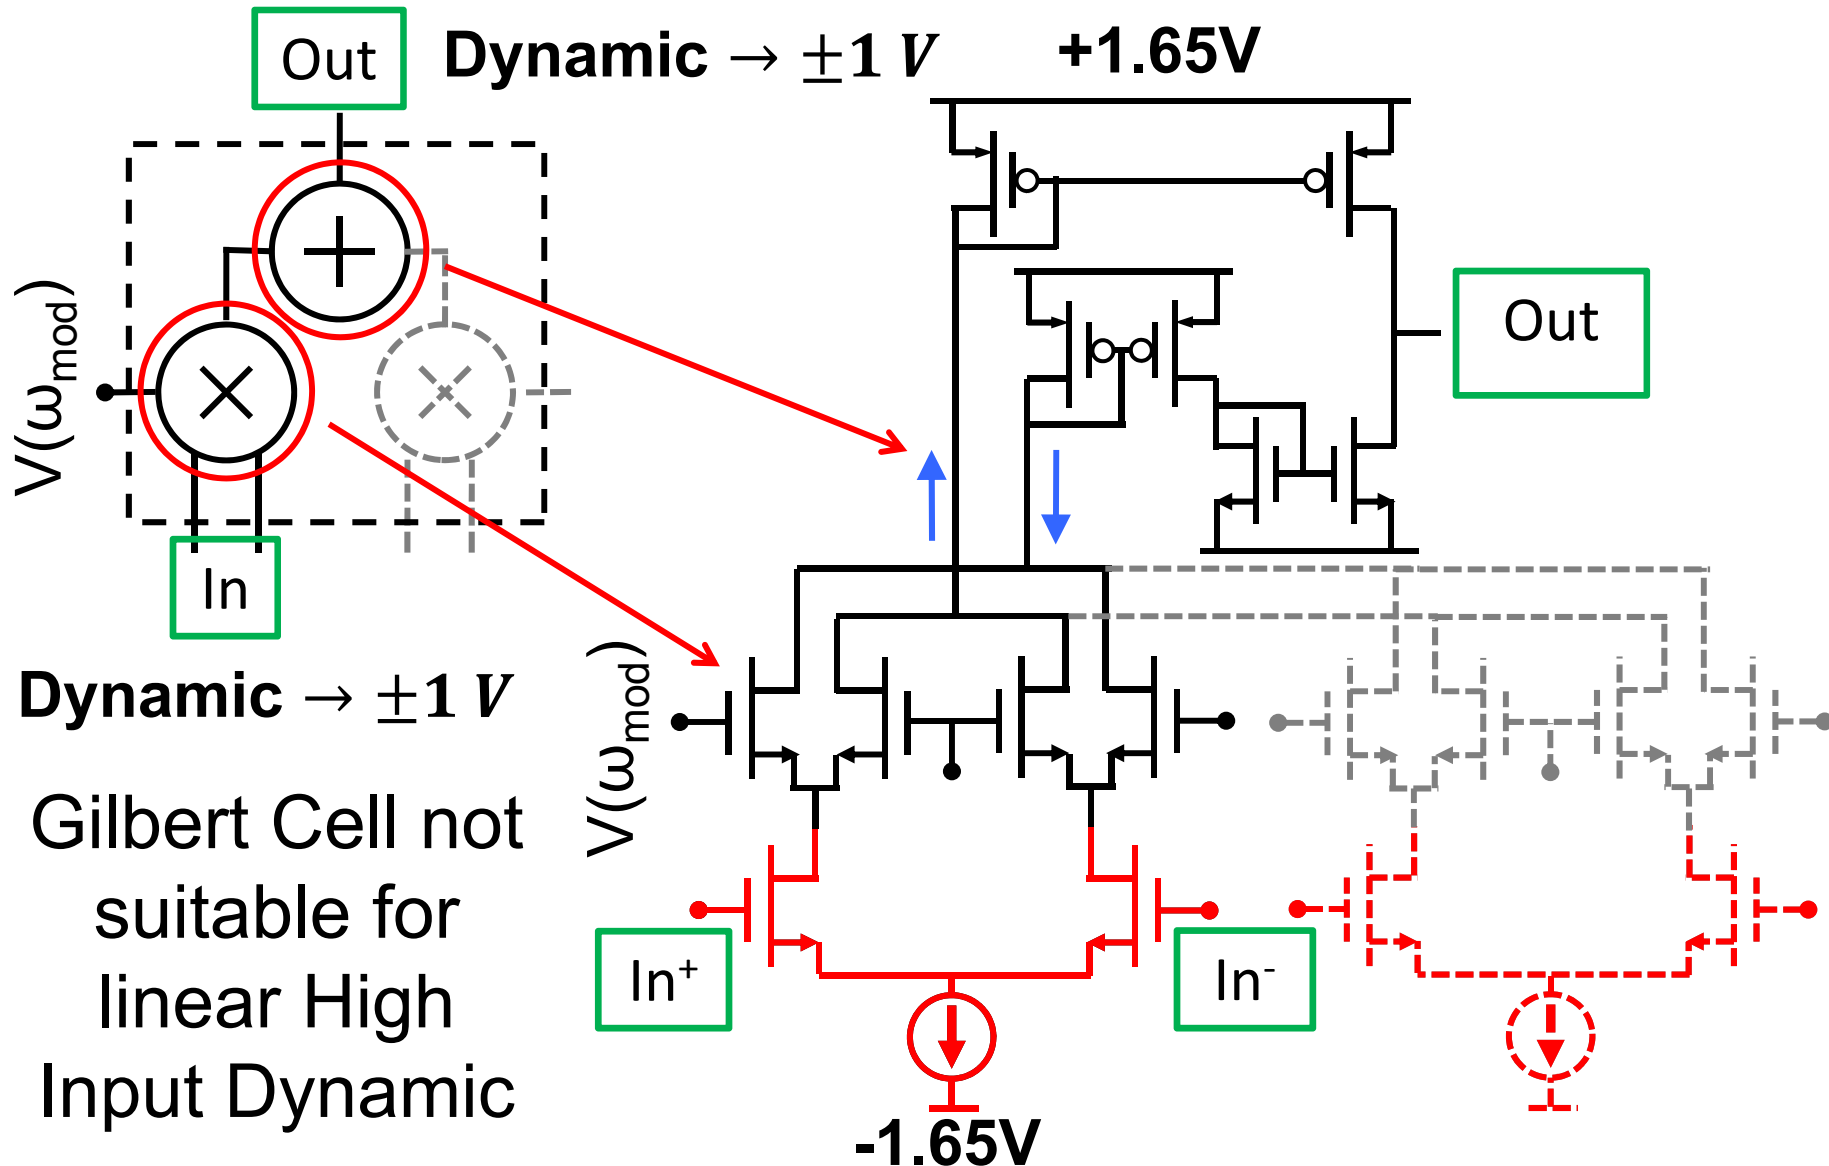 Out
Dynamic → ±1 V
+1.65V
V(ωmod)
Out
In
Dynamic → ±1 V
V(ωmod)
Gilbert Cell not
suitable for
linear High
Input Dynamic
In⁺
In⁻
-1.65V